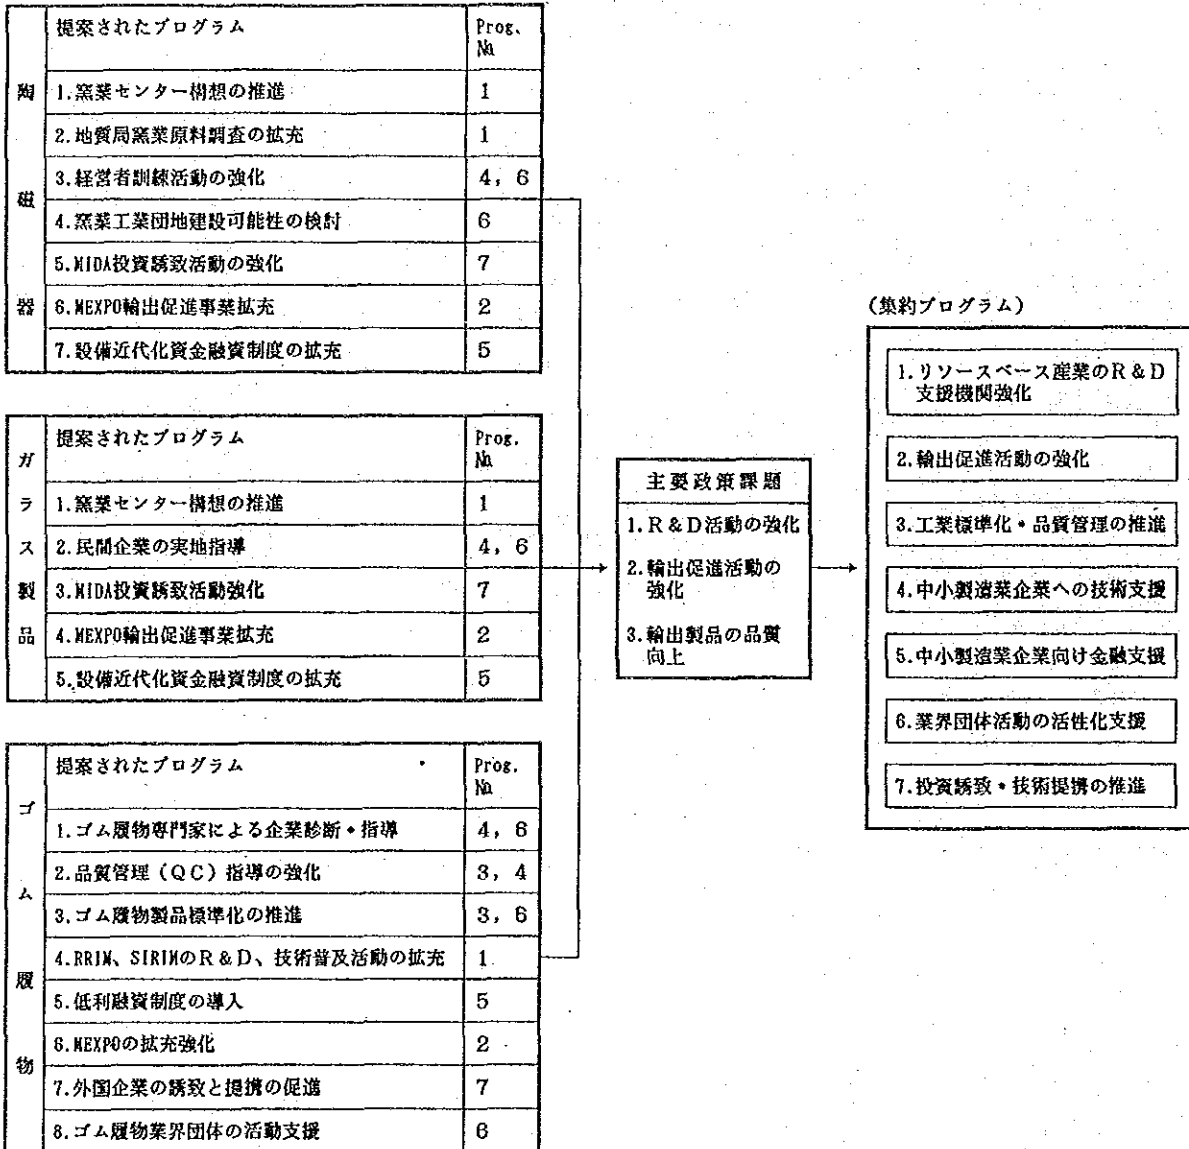 陶磁器
提案されたプログラム Prog. No.
1.窯業センター構想の推進 1
2.地質局窯業原料調査の拡充 1
3.経営者訓練活動の強化 4, 6
4.窯業工業団地建設可能性の検討 6
5.MIDA投資誘致活動の強化 7
6.MEXPO輸出促進事業拡充 2
7.設備近代化資金融資制度の拡充 5
ガラス製品
提案されたプログラム Prog. No.
1.窯業センター構想の推進 1
2.民間企業の実地指導 4, 6
3.MIDA投資誘致活動強化 7
4.MEXPO輸出促進事業拡充 2
5.設備近代化資金融資制度の拡充 5
ゴム履物
提案されたプログラム Prog. No.
1.ゴム履物専門家による企業診断・指導 4, 6
2.品質管理(QC)指導の強化 3, 4
3.ゴム履物製品標準化の推進 3, 6
4.RRIM、SIRIMのR&D、技術普及活動の拡充 1
5.低利融資制度の導入 5
6.MEXPOの拡充強化 2
7.外国企業の誘致と提携の促進 7
8.ゴム履物業界団体の活動支援 6
主要政策課題
1.R&D活動の強化
2.輸出促進活動の
強化
3.輸出製品の品質
向上
(集約プログラム)
1.リソースベース産業のR&D
支援機関強化
2.輸出促進活動の強化
3.工業標準化・品質管理の推進
4.中小製造業企業への技術支援
5.中小製造業企業向け金融支援
6.業界団体活動の活性化支援
7.投資誘致・技術提携の推進